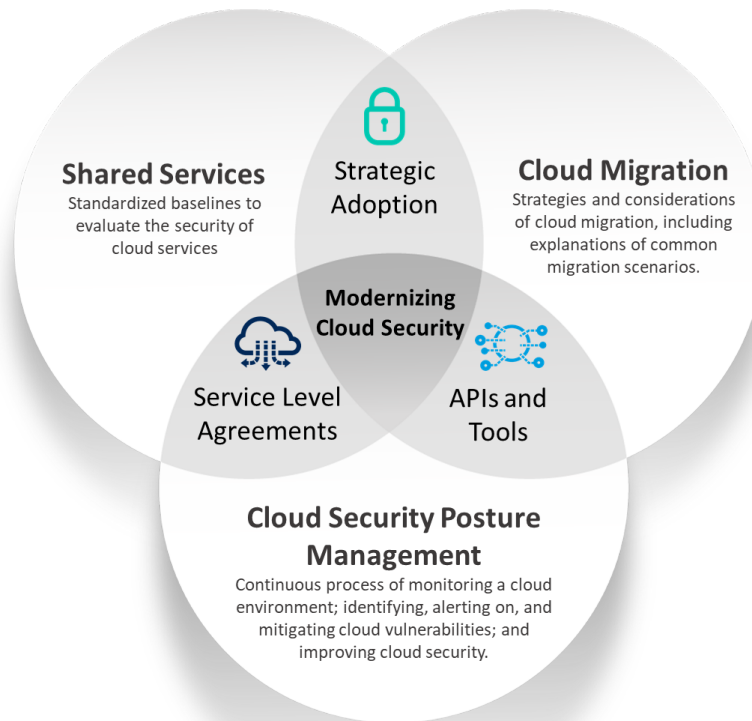 Strategic
Adoption
Shared Services
Standardized baselines to
evaluate the security of
cloud services
Cloud Migration
Strategies and considerations
of cloud migration, including
explanations of common
migration scenarios.
Modernizing
Cloud Security
Service Level
Agreements
APIs and
Tools
Cloud Security Posture
Management
Continuous process of monitoring a cloud
environment; identifying, alerting on, and
mitigating cloud vulnerabilities; and
improving cloud security.